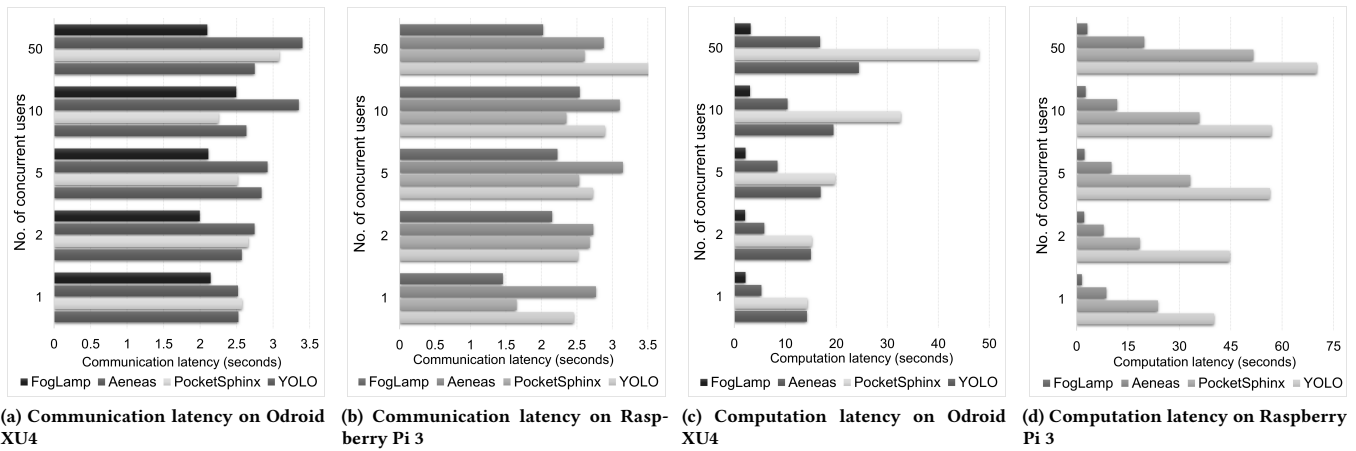 No. of concurrent users
50
10
5
2
1
0 0.5 1 1.5 2 2.5 3 3.5
Communication latency (seconds)
FogLamp Aeneas PocketSphinx YOLO
(a) Communication latency on Odroid
XU4
No. of concurrent users
50
10
5
2
1
0 0.5 1 1.5 2 2.5 3 3.5
Communication latency (seconds)
FogLamp Aeneas PocketSphinx YOLO
(b) Communication latency on Rasp-
berry Pi 3
No. of concurrent users
50
10
5
2
1
0 10 20 30 40 50
Computation latency (seconds)
FogLamp Aeneas PocketSphinx YOLO
(c) Computation latency on Odroid
XU4
No. of concurrent users
50
10
5
2
1
0 15 30 45 60 75
Computation latency (seconds)
FogLamp Aeneas PocketSphinx YOLO
(d) Computation latency on Raspberry
Pi 3